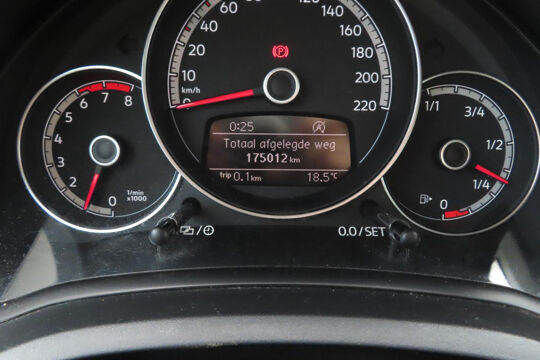 60 80 100 120 140
160
180
200
220
40
20
10
km/h
0
P
0:25 A
Totaal afgelegde weg
175012 km
trip 0.1 km 18.5°C
8
7
6
5
4
3
2
1
0
1/min
x1000
1/1
3/4
1/2
1/4
0
/
0.0/SET